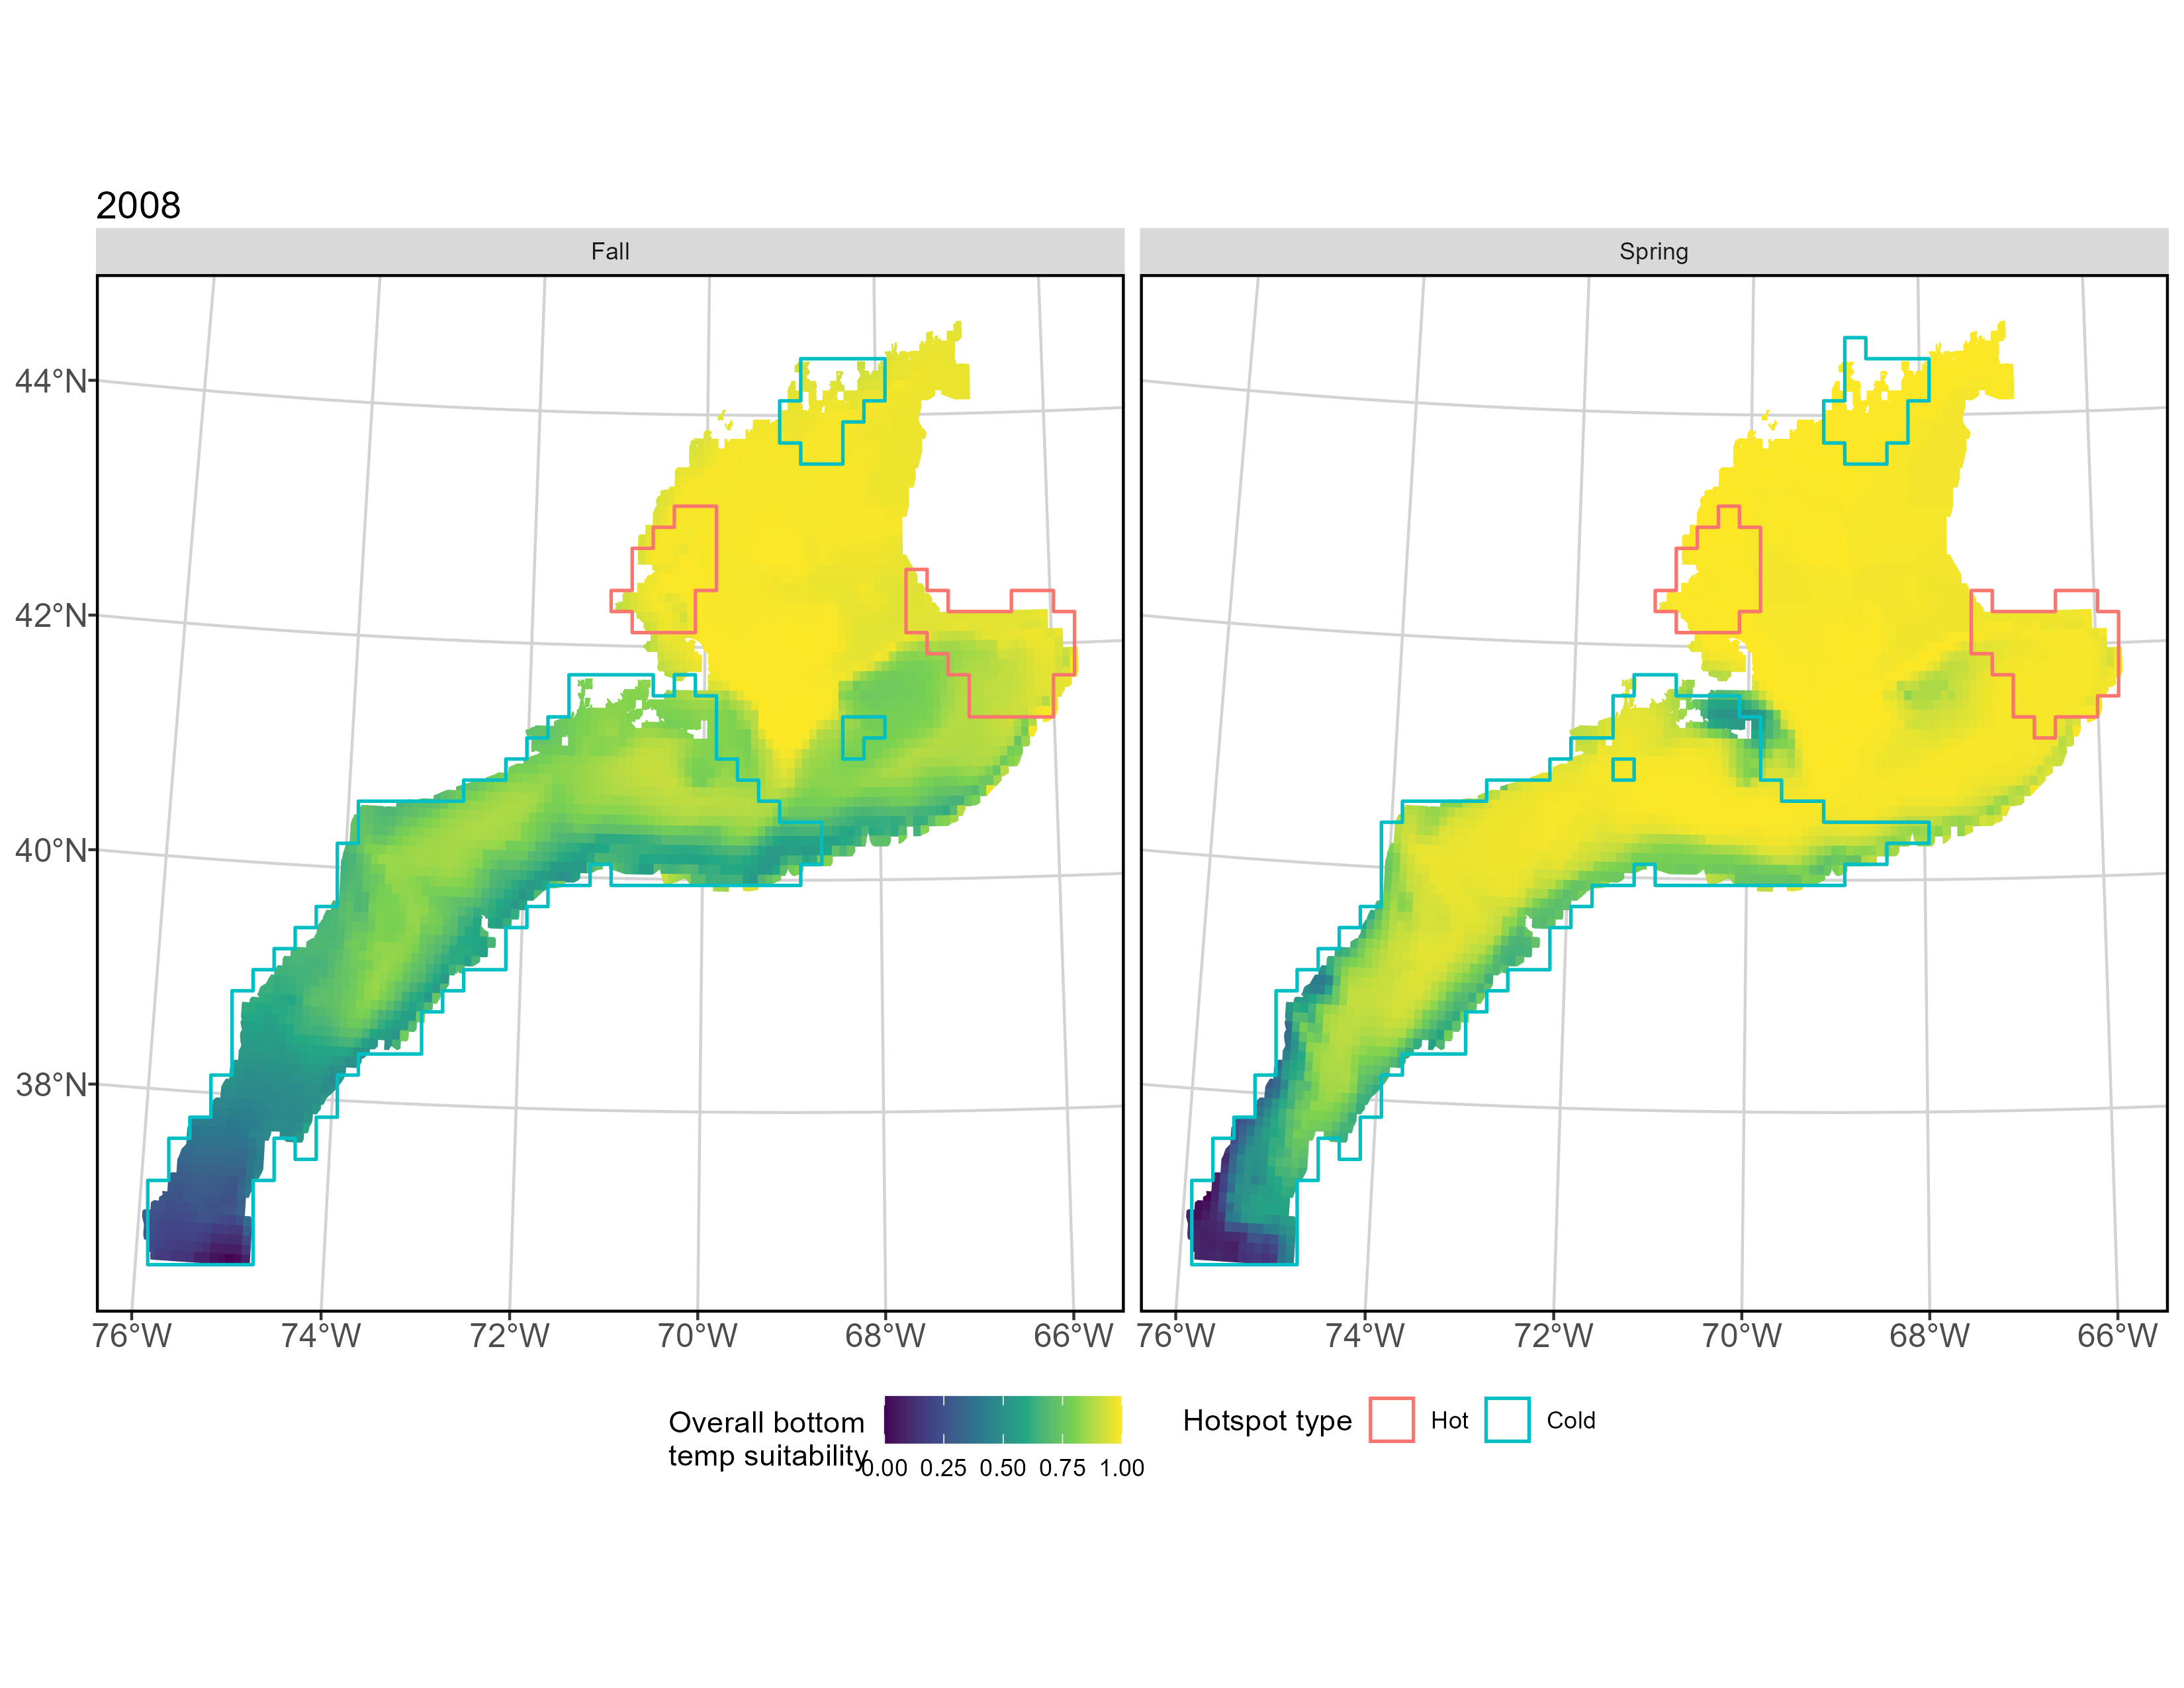 2008
Fall
Spring
44°N
42°N
40°N
38°N
76°W 74°W 72°W 70°W 68°W 66°W
76°W 74°W 72°W 70°W 68°W 66°W
Overall bottom
temp suitability
0.00 0.25 0.50 0.75 1.00
Hotspot type Hot Cold